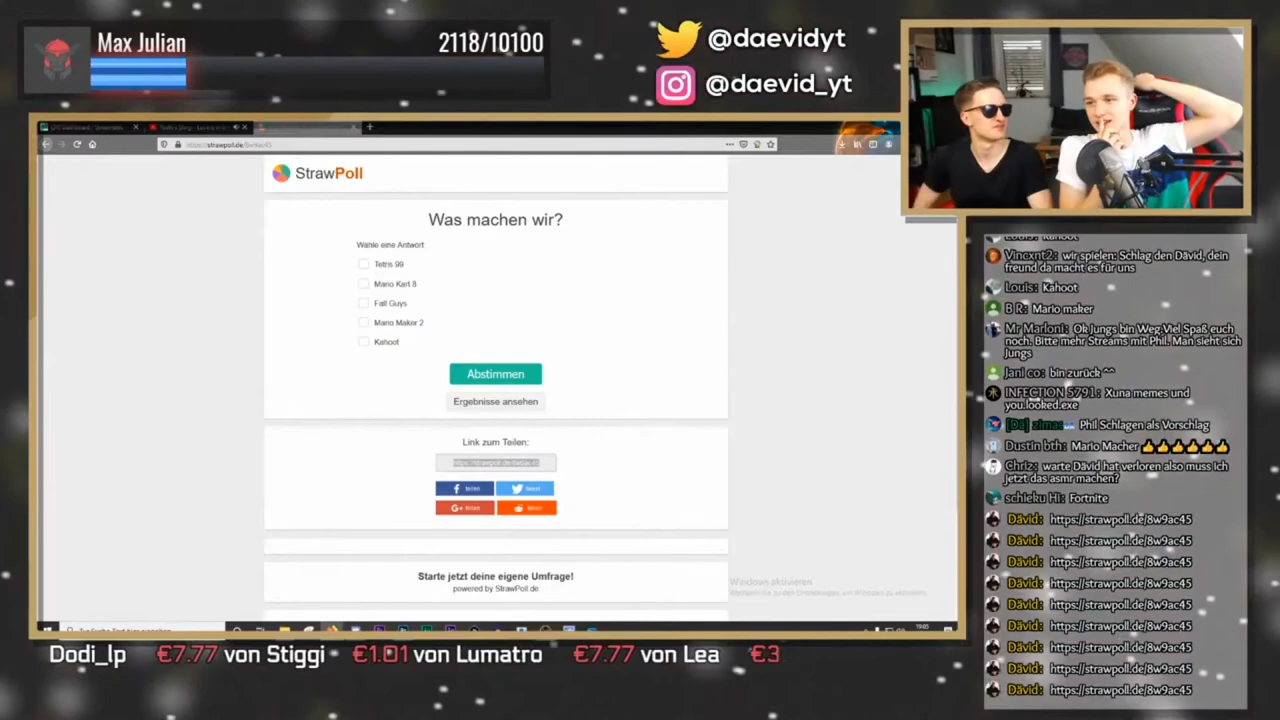 Max Julian
2118/10100
@daevidyt
@daevid_yt
StrawPoll
Was machen wir?
Wähle eine Antwort
Tetris 99
Mario Kart 8
Fall Guys
Mario Maker 2
Kahoot
Abstimmen
Ergebnisse ansehen
Link zum Teilen:
teilen
tweet
teilen
Starte jetzt deine eigene Umfrage!
powered by StrawPoll.de
Windows aktivieren
19:05
Louis: Kahoot
Vincxnt2: wir spielen: Schlag den Dävid, dein
freund da macht es für uns
Louis: Kahoot
B R: Mario maker
Mr Marloni: Ok Jungs bin Weg.Viel Spaß euch
noch. Bitte mehr Streams mit Phil. Man sieht sich
Jungs
Jani co: bin zurück ^^
INFECTION 5791: Xuna memes und
you.looked.exe
zima: Phil Schlagen als Vorschlag
Dustin bth: Mario Macher 👍👍👍👍👍👍
Chriz: warte Dävid hat verloren also muss ich
jetzt das asmr machen?
schieku Hi: Fortnite
Dävid: https://strawpoll.de/8w9ac45
Dävid: https://strawpoll.de/8w9ac45
Dävid: https://strawpoll.de/8w9ac45
Dävid: https://strawpoll.de/8w9ac45
Dävid: https://strawpoll.de/8w9ac45
Dävid: https://strawpoll.de/8w9ac45
Dävid: https://strawpoll.de/8w9ac45
Dävid: https://strawpoll.de/8w9ac45
Dävid: https://strawpoll.de/8w9ac45
Dodi_lp €7.77 von Stiggi €1.01 von Lumatro €7.77 von Lea €3